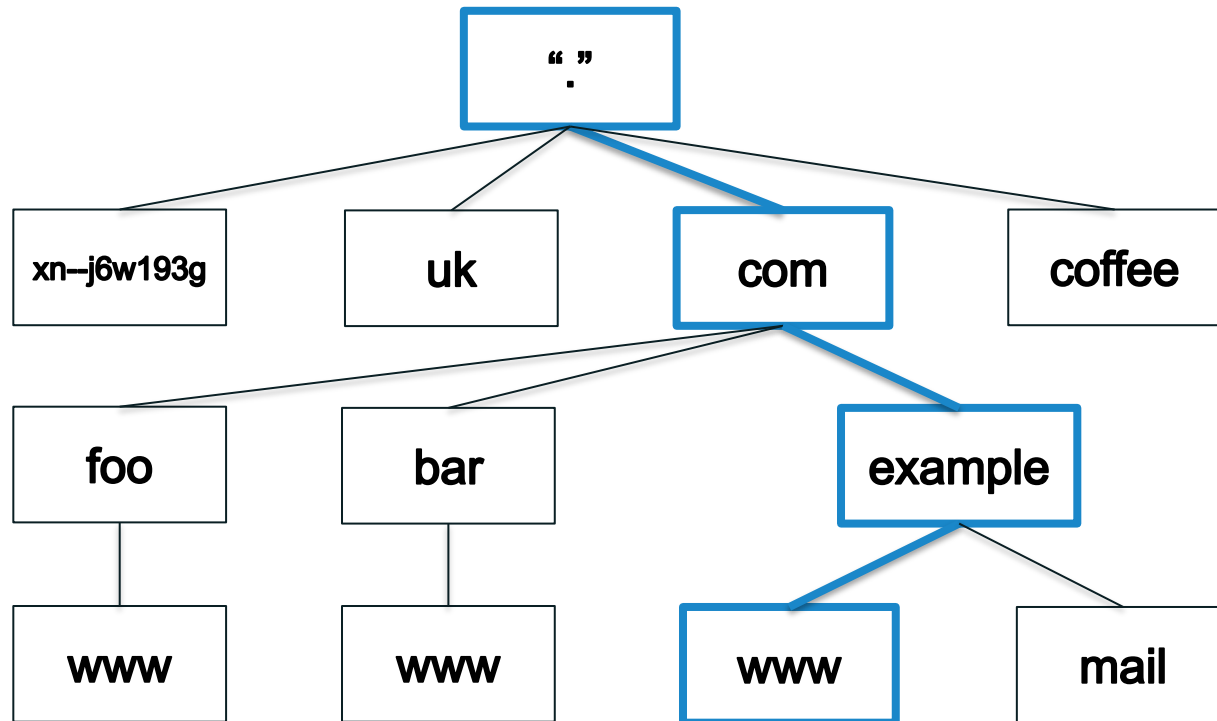 “.”
xn--j6w193g
uk
com
coffee
foo
bar
example
www
www
www
mail